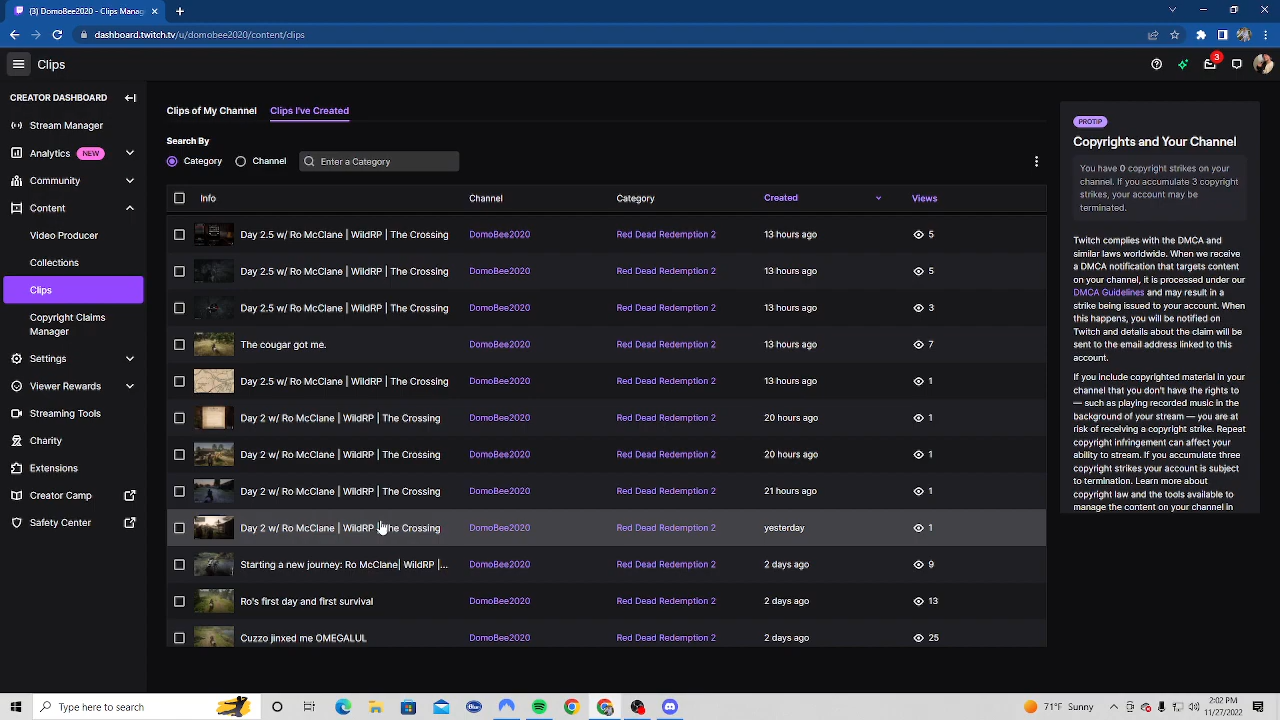 [3] DomoBee2020 - Clips Manag
dashboard.twitch.tv/u/domobee2020/content/clips
Clips
3
CREATOR DASHBOARD
Stream Manager
Analytics NEW
Community
Content
Video Producer
Collections
Clips
Copyright Claims
Manager
Settings
Viewer Rewards
Streaming Tools
Charity
Extensions
Creator Camp
Safety Center
Clips of My Channel Clips I've Created
Search By
Category Channel Enter a Category
Info Channel Category Created Views
Day 2.5 w/ Ro McClane | WildRP | The Crossing DomoBee2020 Red Dead Redemption 2 13 hours ago 5
Day 2.5 w/ Ro McClane | WildRP | The Crossing DomoBee2020 Red Dead Redemption 2 13 hours ago 5
Day 2.5 w/ Ro McClane | WildRP | The Crossing DomoBee2020 Red Dead Redemption 2 13 hours ago 3
The cougar got me. DomoBee2020 Red Dead Redemption 2 13 hours ago 7
Day 2.5 w/ Ro McClane | WildRP | The Crossing DomoBee2020 Red Dead Redemption 2 13 hours ago 1
Day 2 w/ Ro McClane | WildRP | The Crossing DomoBee2020 Red Dead Redemption 2 20 hours ago 1
Day 2 w/ Ro McClane | WildRP | The Crossing DomoBee2020 Red Dead Redemption 2 20 hours ago 1
Day 2 w/ Ro McClane | WildRP | The Crossing DomoBee2020 Red Dead Redemption 2 21 hours ago 1
Day 2 w/ Ro McClane | WildRP | The Crossing DomoBee2020 Red Dead Redemption 2 yesterday 1
Starting a new journey: Ro McClane| WildRP |... DomoBee2020 Red Dead Redemption 2 2 days ago 9
Ro's first day and first survival DomoBee2020 Red Dead Redemption 2 2 days ago 13
Cuzzo jinxed me OMEGALUL DomoBee2020 Red Dead Redemption 2 2 days ago 25
PROTIP
Copyrights and Your Channel
You have 0 copyright strikes on your
channel. If you accumulate 3 copyright
strikes, your account may be
terminated.
Twitch complies with the DMCA and
similar laws worldwide. When we receive
a DMCA notification that targets content
on your channel, it is processed under our
DMCA Guidelines and may result in a
strike being issued to your account. When
this happens, you will be notified on
Twitch and details about the claim will be
sent to the email address linked to this
account.
If you include copyrighted material in your
channel that you don't have the rights to
— such as playing recorded music in the
background of your stream — you are at
risk of receiving a copyright strike. Repeat
copyright infringement can affect your
ability to stream. If you accumulate three
copyright strikes your account is subject
to termination. Learn more about
copyright law and the tools available to
manage the content on your channel in
Type here to search
71°F Sunny
2:02 PM
11/27/2022